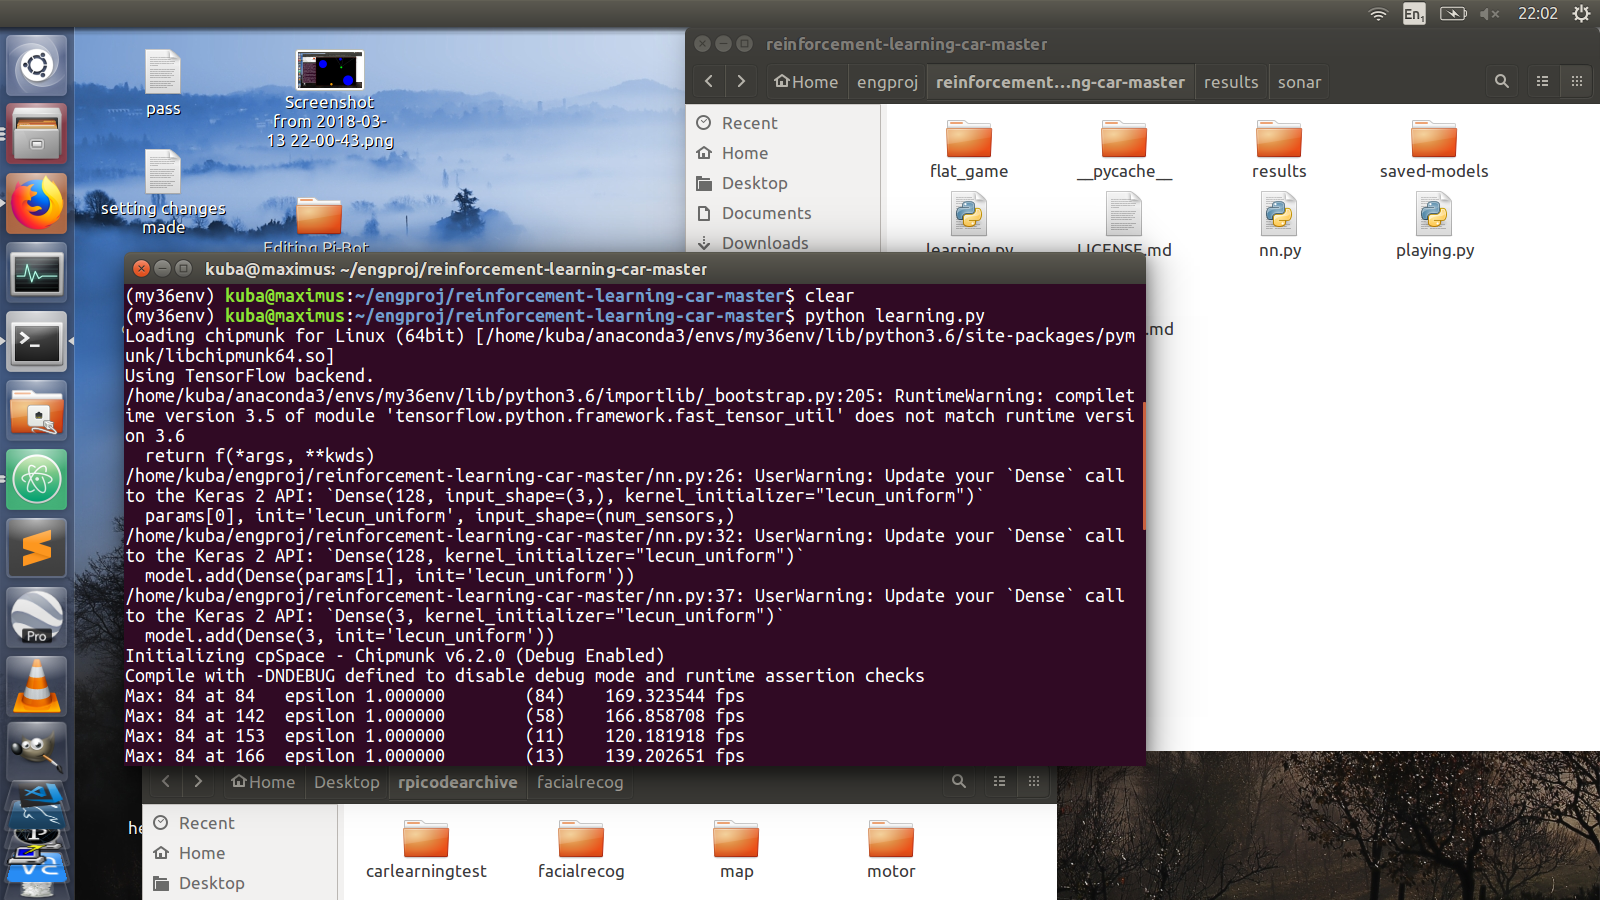 En1
22:02
pass
Screenshot
from 2018-03-
13 22-00-43.png
setting changes
made
Editing Pi-Bot
reinforcement-learning-car-master
Home engproj reinforcement...ng-car-master results sonar
Recent
Home
Desktop
Documents
Downloads
flat_game __pycache__ results saved-models
learning.py LICENSE.md nn.py playing.py
.md
kuba@maximus: ~/engproj/reinforcement-learning-car-master
(my36env) kuba@maximus:~/engproj/reinforcement-learning-car-master$ clear
(my36env) kuba@maximus:~/engproj/reinforcement-learning-car-master$ python learning.py
Loading chipmunk for Linux (64bit) [/home/kuba/anaconda3/envs/my36env/lib/python3.6/site-packages/pym
unk/libchipmunk64.so]
Using TensorFlow backend.
/home/kuba/anaconda3/envs/my36env/lib/python3.6/importlib/_bootstrap.py:205: RuntimeWarning: compilet
ime version 3.5 of module 'tensorflow.python.framework.fast_tensor_util' does not match runtime versi
on 3.6
  return f(*args, **kwds)
/home/kuba/engproj/reinforcement-learning-car-master/nn.py:26: UserWarning: Update your `Dense` call
to the Keras 2 API: `Dense(128, input_shape=(3,), kernel_initializer="lecun_uniform")`
  params[0], init='lecun_uniform', input_shape=(num_sensors,)
/home/kuba/engproj/reinforcement-learning-car-master/nn.py:32: UserWarning: Update your `Dense` call
to the Keras 2 API: `Dense(128, kernel_initializer="lecun_uniform")`
  model.add(Dense(params[1], init='lecun_uniform'))
/home/kuba/engproj/reinforcement-learning-car-master/nn.py:37: UserWarning: Update your `Dense` call
to the Keras 2 API: `Dense(3, kernel_initializer="lecun_uniform")`
  model.add(Dense(3, init='lecun_uniform'))
Initializing cpSpace - Chipmunk v6.2.0 (Debug Enabled)
Compile with -DNDEBUG defined to disable debug mode and runtime assertion checks
Max: 84 at 84 epsilon 1.000000 (84) 169.323544 fps
Max: 84 at 142 epsilon 1.000000 (58) 166.858708 fps
Max: 84 at 153 epsilon 1.000000 (11) 120.181918 fps
Max: 84 at 166 epsilon 1.000000 (13) 139.202651 fps
Pro
he
Home Desktop rpicodearchive facialrecog
Recent
Home
Desktop
carlearningtest facialrecog map motor